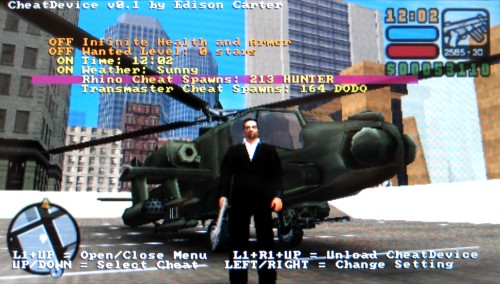 CheatDevice v0.1 by Edison Carter
12:02
OFF Infinite Health and Armor
OFF Wanted Level: 0 stars
ON Time: 12:02
ON Weather: Sunny
2585-30
Rhino Cheat Spawns: 213 HUNTER
Transmaster Cheat Spawns: 164 DODO
L1+UP = Open/Close Menu L1+R1+UP = Unload CheatDevice
UP/DOWN = Select Cheat LEFT/RIGHT = Change Setting